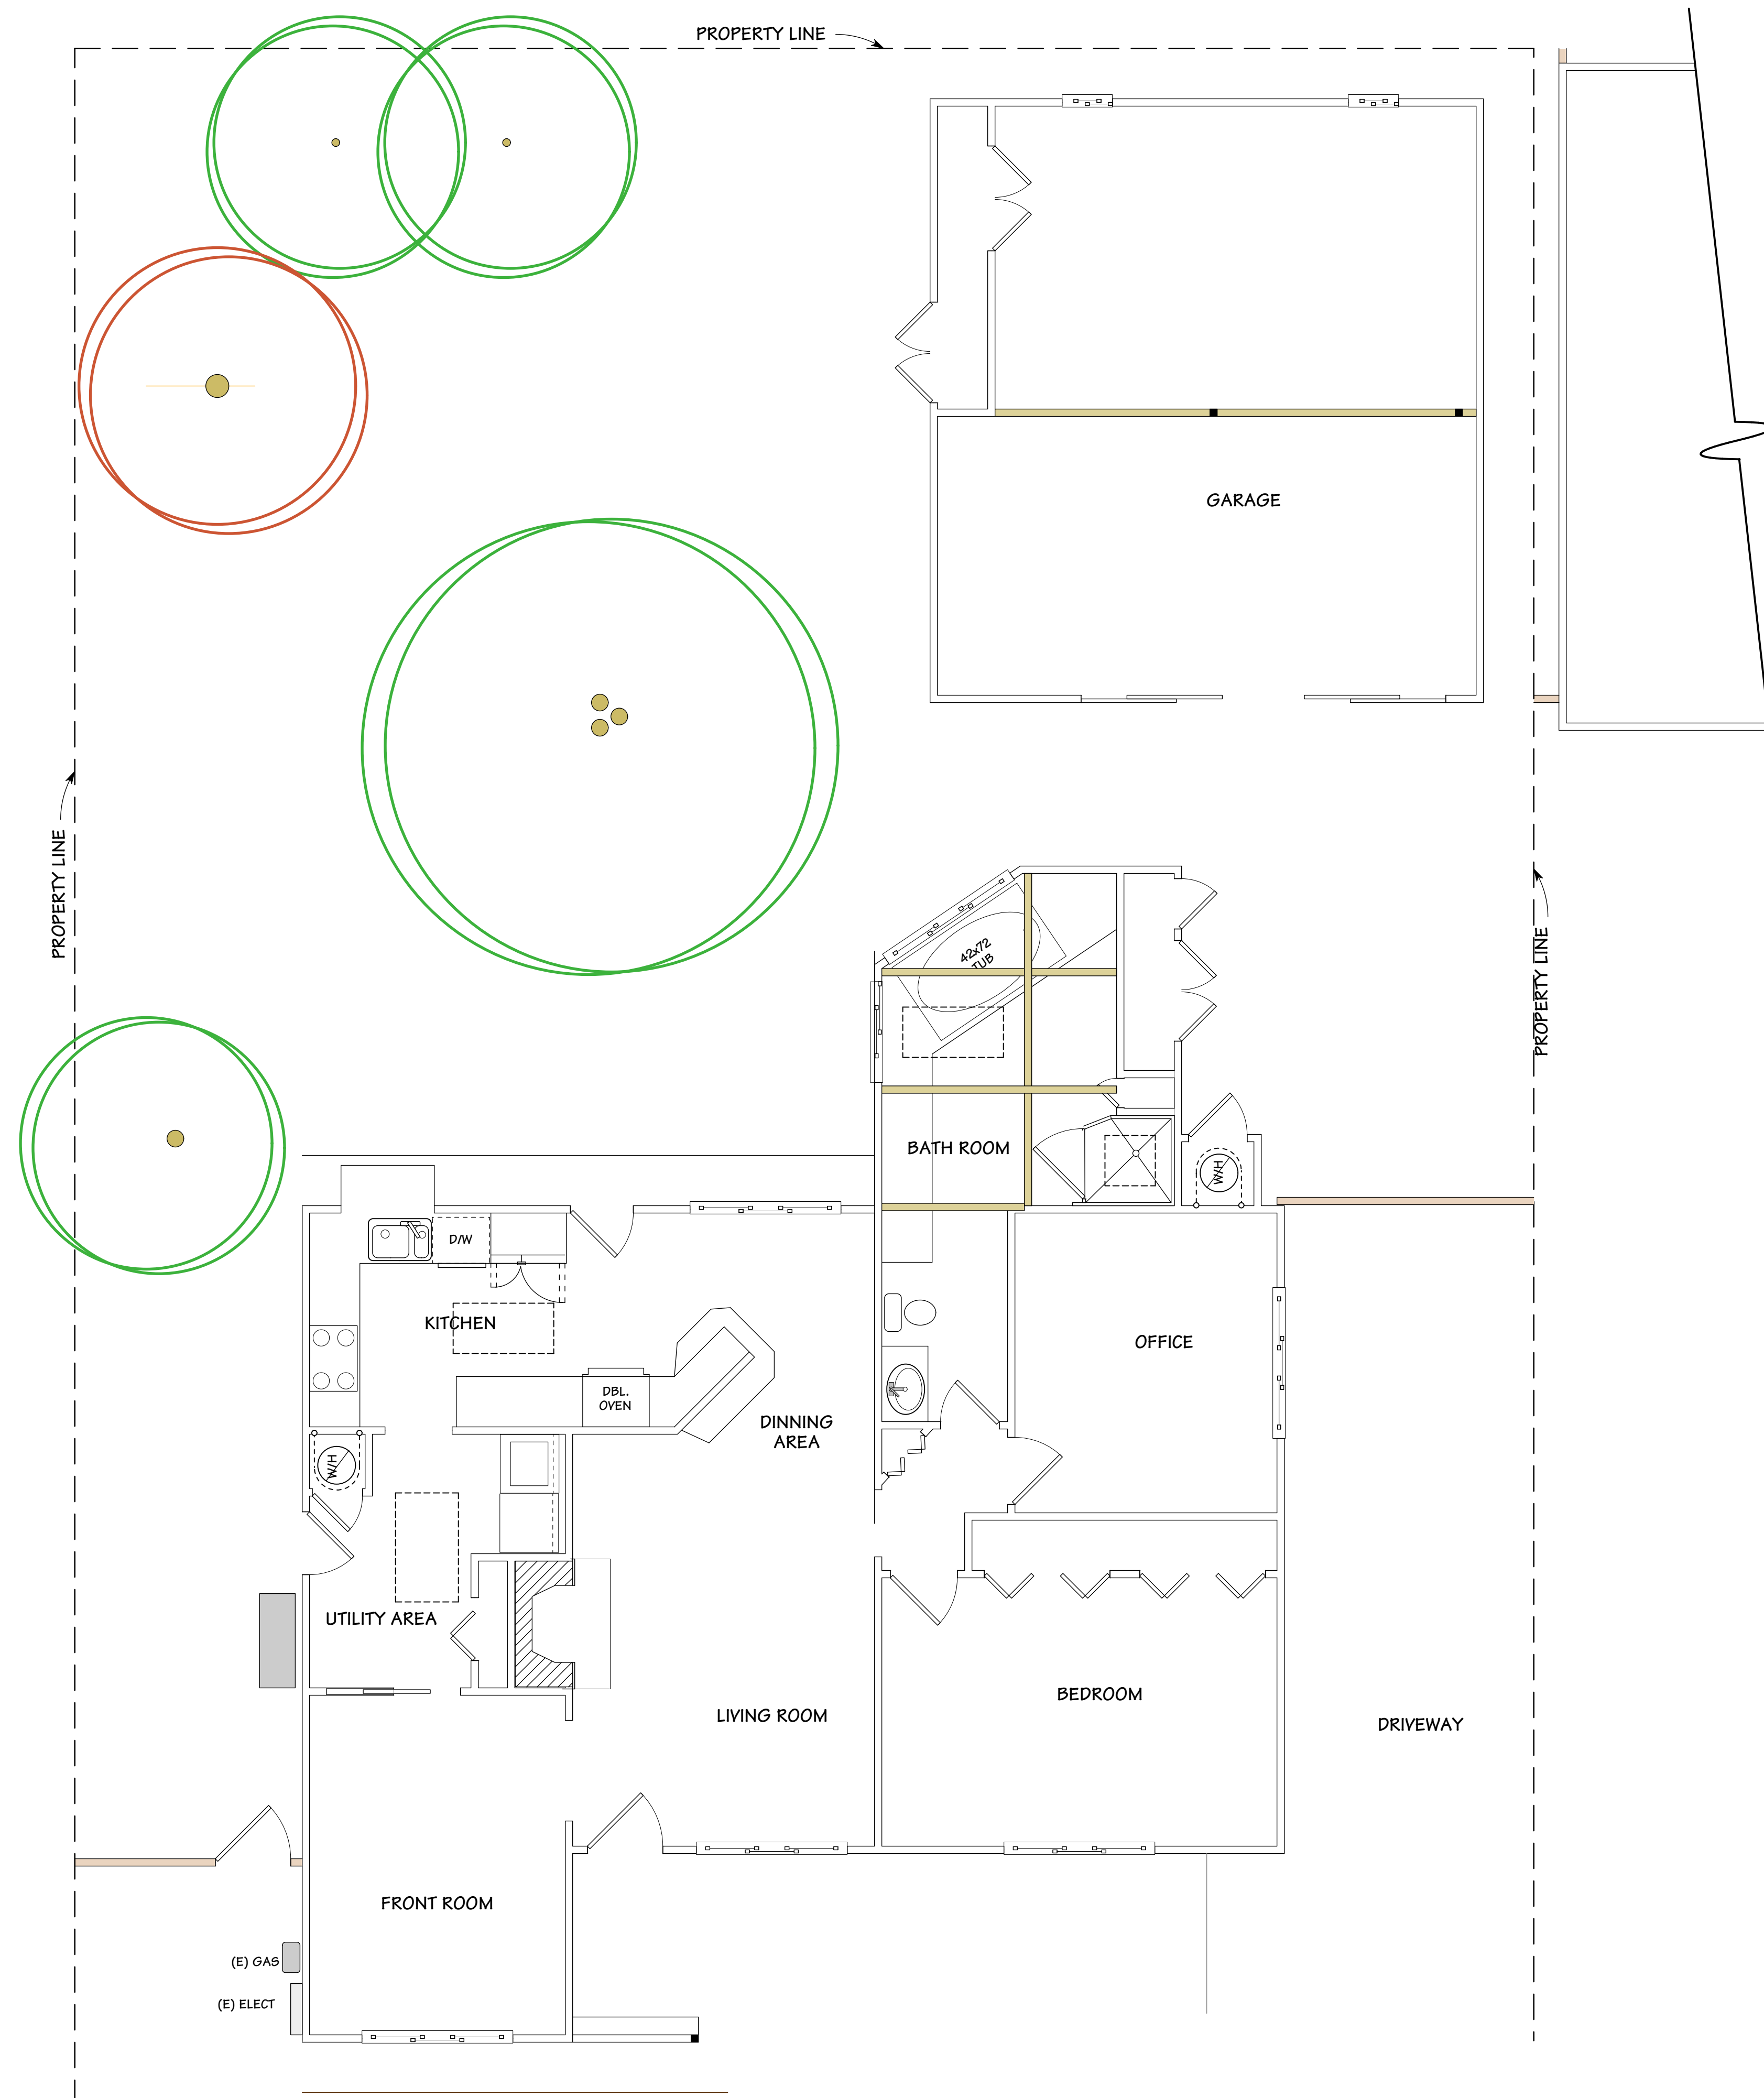 PROPERTY LINE
GARAGE
PROPERTY LINE
PROPERTY LINE
42x72
TUB
BATH ROOM
W/H
D/W
KITCHEN
OFFICE
DBL.
OVEN
DINNING
AREA
W/H
UTILITY AREA
BEDROOM
LIVING ROOM
DRIVEWAY
FRONT ROOM
(E) GAS
(E) ELECT